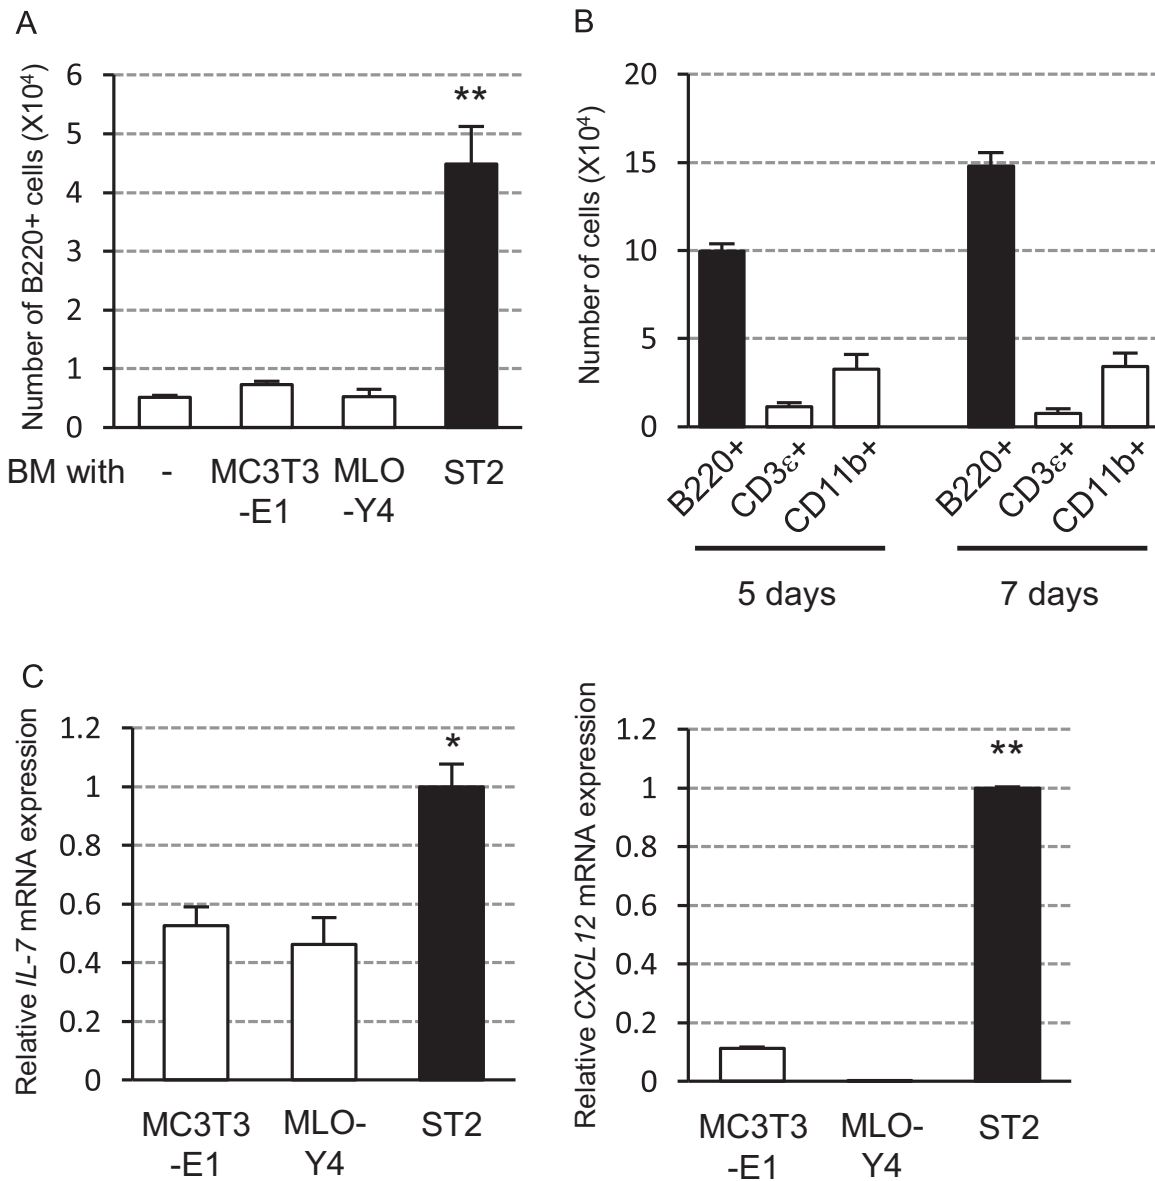 A
Number of B220+ cells (X10⁴)
6
5
4
3
2
1
0
**
BM with - MC3T3 -E1 MLO -Y4 ST2
B
Number of cells (X10⁴)
20
15
10
5
0
B220+ CD3ε+ CD11b+ B220+ CD3ε+ CD11b+
5 days 7 days
C
Relative IL-7 mRNA expression
1.2
1
0.8
0.6
0.4
0.2
0
*
MC3T3 MLO- ST2
-E1 Y4
Relative CXCL12 mRNA expression
1.2
1
0.8
0.6
0.4
0.2
0
**
MC3T3 MLO- ST2
-E1 Y4